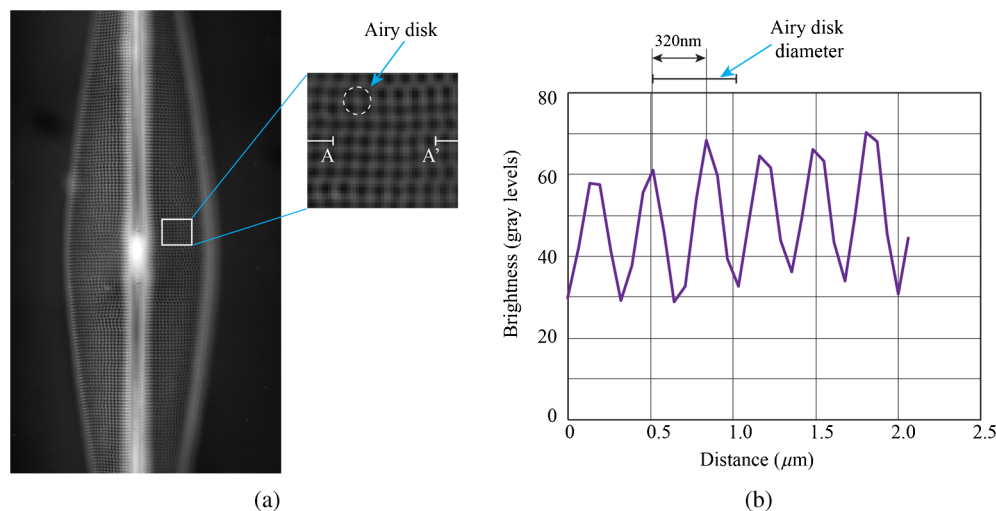 Airy disk
A
A’
(a)
320nm
Airy disk
diameter
Brightness (gray levels)
80
60
40
20
0
0
0.5
1.0
1.5
2.0
2.5
Distance (μm)
(b)